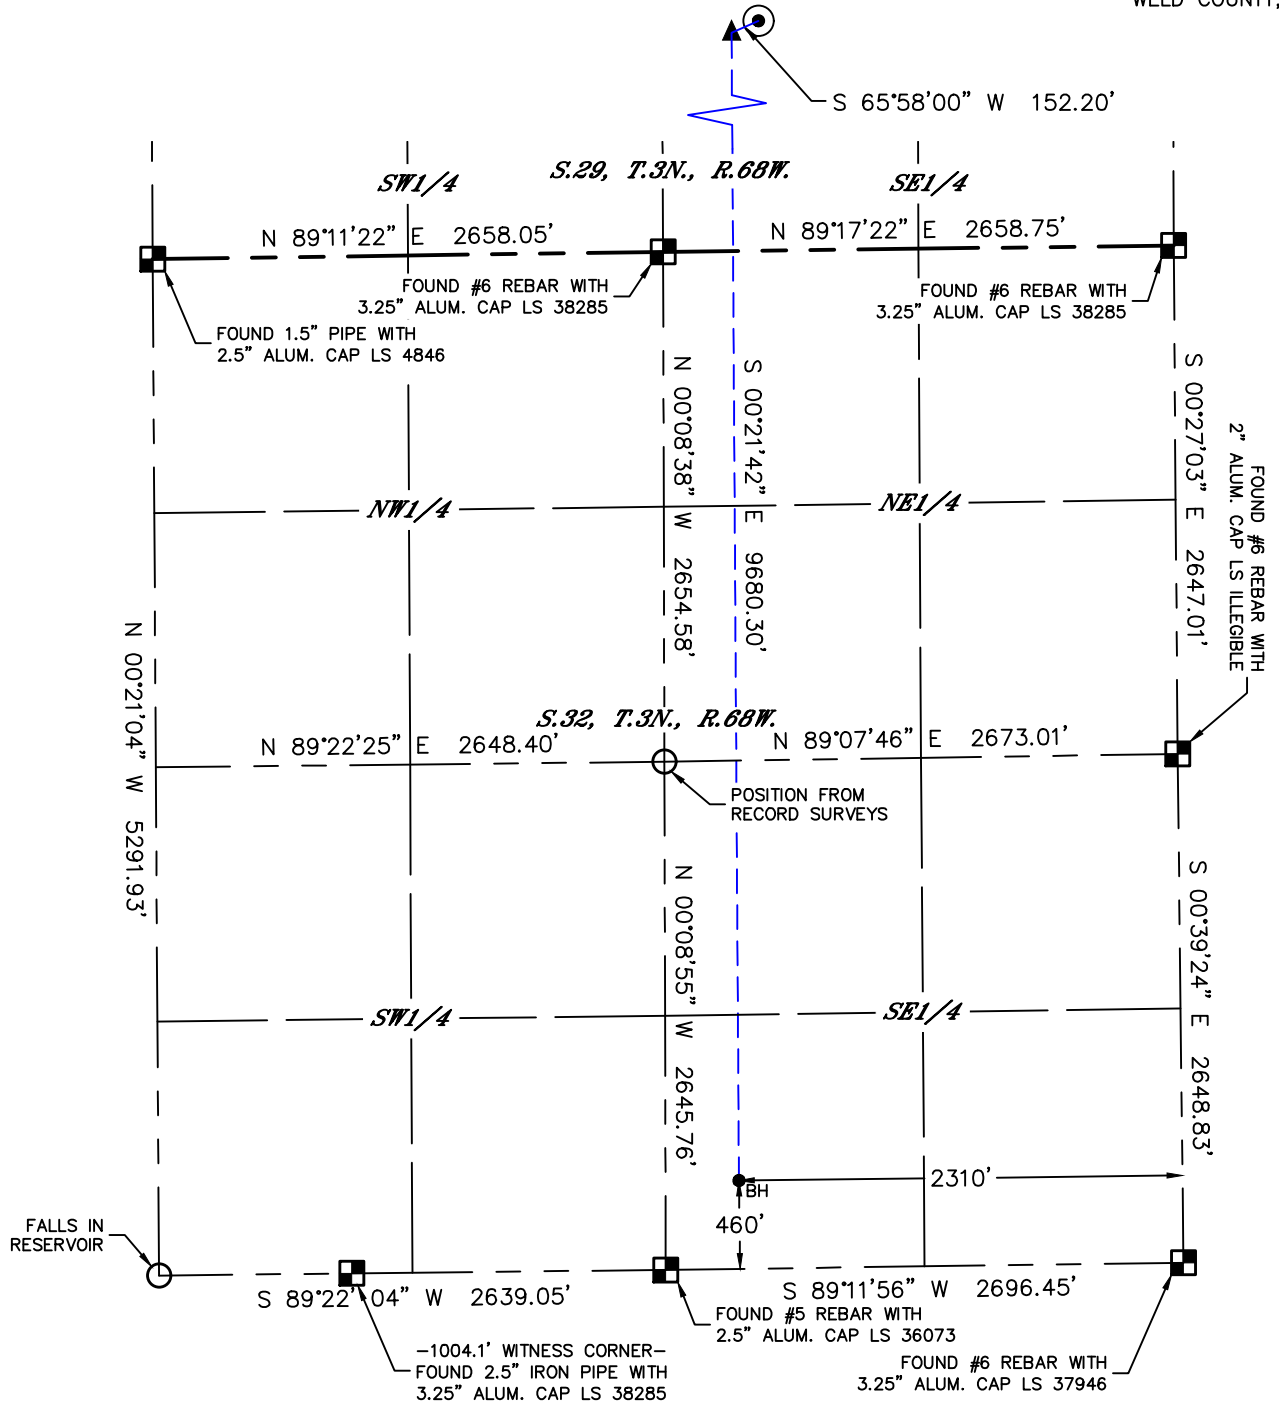 WELD COUNTY,
S 65°58'00" W 152.20'
S.29, T.3N., R.68W.
SW1/4
SE1/4
N 89°11'22" E 2658.05'
N 89°17'22" E 2658.75'
FOUND #6 REBAR WITH
3.25" ALUM. CAP LS 38285
FOUND #6 REBAR WITH
3.25" ALUM. CAP LS 38285
FOUND 1.5" PIPE WITH
2.5" ALUM. CAP LS 4846
N 00°08'38" W 2654.58'
S 00°21'42" E 9680.30'
S 00°27'03" E 2647.01'
FOUND #6 REBAR WITH
2" ALUM. CAP LS ILLEGIBLE
NW1/4
NE1/4
N 00°21'04" W 5291.93'
S.32, T.3N., R.68W.
N 89°22'25" E 2648.40'
N 89°07'46" E 2673.01'
POSITION FROM
RECORD SURVEYS
N 00°08'55" W 2645.76'
S 00°39'24" E 2648.83'
SW1/4
SE1/4
BH
2310'
460'
FALLS IN
RESERVOIR
S 89°22'04" W 2639.05'
S 89°11'56" W 2696.45'
FOUND #5 REBAR WITH
2.5" ALUM. CAP LS 36073
-1004.1' WITNESS CORNER-
FOUND 2.5" IRON PIPE WITH
3.25" ALUM. CAP LS 38285
FOUND #6 REBAR WITH
3.25" ALUM. CAP LS 37946